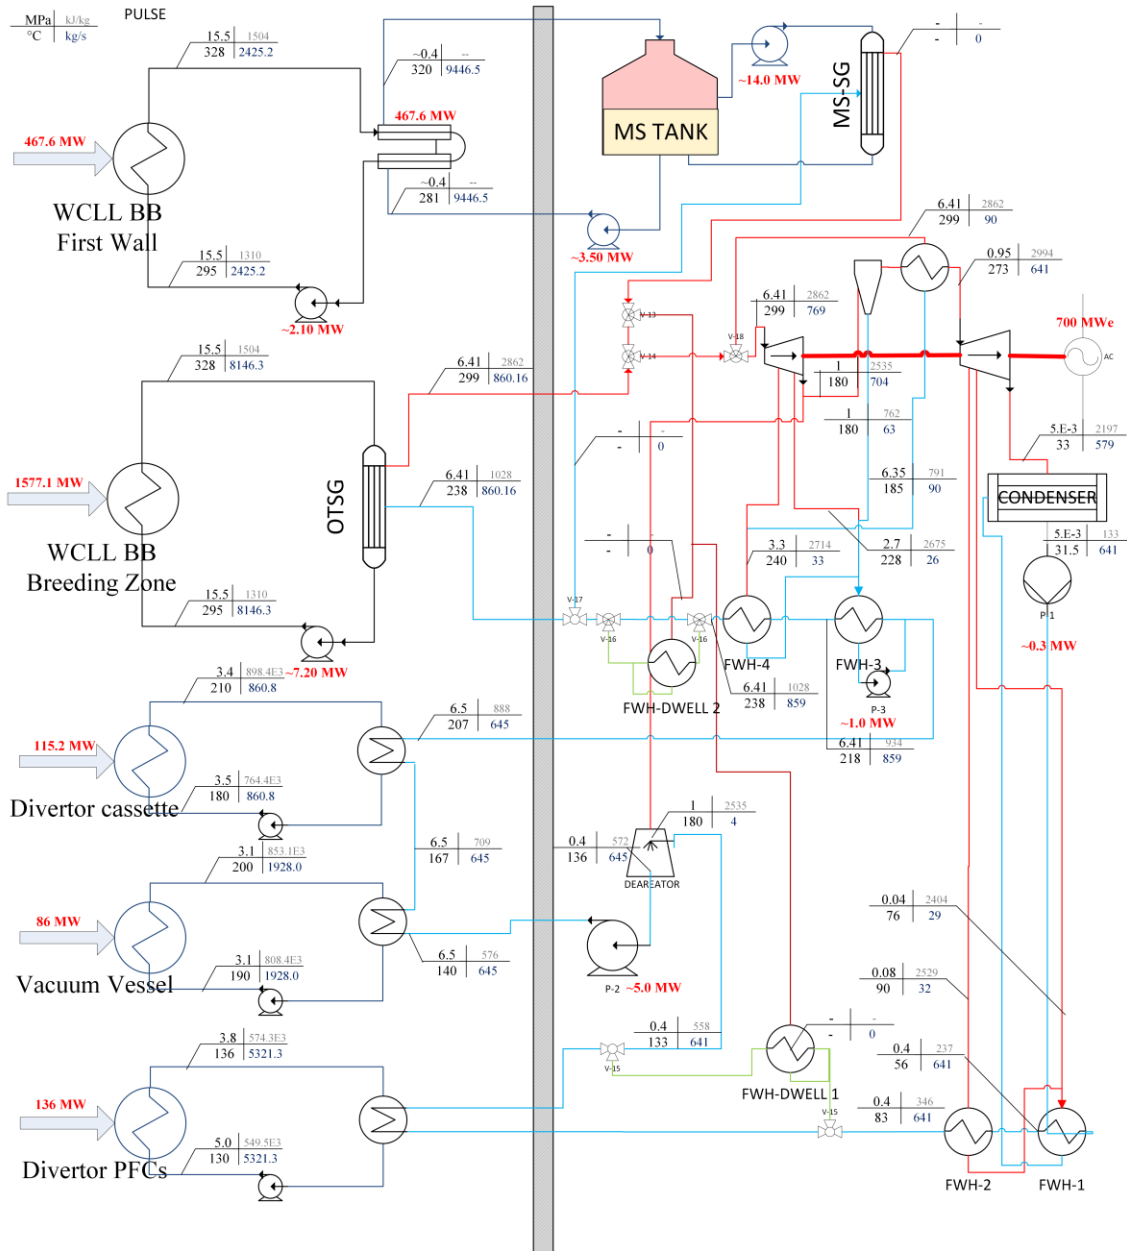 MPa kJ/kg
°C kg/s
PULSE
15.5 1504
328 2425.2
~0.4 --
320 9446.5
467.6 MW
467.6 MW
WCLL BB
First Wall
~0.4 --
281 9446.5
15.5 1310
295 2425.2
~2.10 MW
~3.50 MW
MS TANK
~14.0 MW
MS-SG
- -
- 0
6.41 2862
299 90
0.95 2994
273 641
6.41 2862
299 769
700 MWe
AC
V-13
V-14
V-18
15.5 1504
328 8146.3
6.41 2862
299 860.16
1 2535
180 704
1 762
180 63
- -
- 0
5.E-3 2197
33 579
6.41 1028
238 860.16
6.35 791
185 90
1577.1 MW
OTSG
CONDENSER
WCLL BB
Breeding Zone
- -
- 0
3.3 2714
240 33
2.7 2675
228 26
5.E-3 133
31.5 641
P-1
~0.3 MW
15.5 1310
295 8146.3
~7.20 MW
V-17
V-16
V-16
FWH-4
FWH-3
FWH-DWELL 2
6.41 1028
238 859
P-3
~1.0 MW
6.41 934
218 859
3.4 898.4E3
210 860.8
6.5 888
207 645
115.2 MW
3.5 764.4E3
180 860.8
Divertor cassette
6.5 709
167 645
0.4 572
136 645
1 2535
180 4
DEAREATOR
3.1 853.1E3
200 1928.0
86 MW
3.1 808.4E3
190 1928.0
Vacuum Vessel
6.5 576
140 645
P-2
~5.0 MW
0.04 2404
76 29
0.08 2529
90 32
3.8 574.3E3
136 5321.3
0.4 558
133 641
V-15
- -
- 0
FWH-DWELL 1
V-15
0.4 237
56 641
0.4 346
83 641
136 MW
5.0 549.5E3
130 5321.3
Divertor PFCs
FWH-2
FWH-1